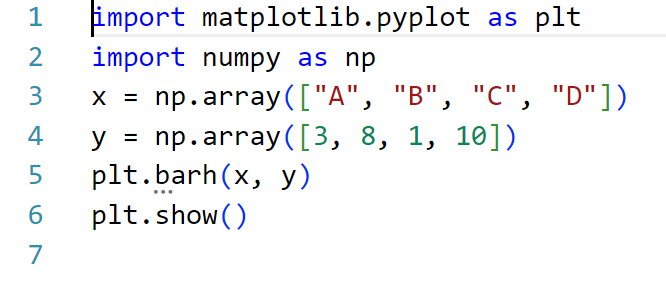 1 import matplotlib.pyplot as plt
2 import numpy as np
3 x = np.array(["A", "B", "C", "D"])
4 y = np.array([3, 8, 1, 10])
5 plt.barh(x, y)
6 plt.show()
7